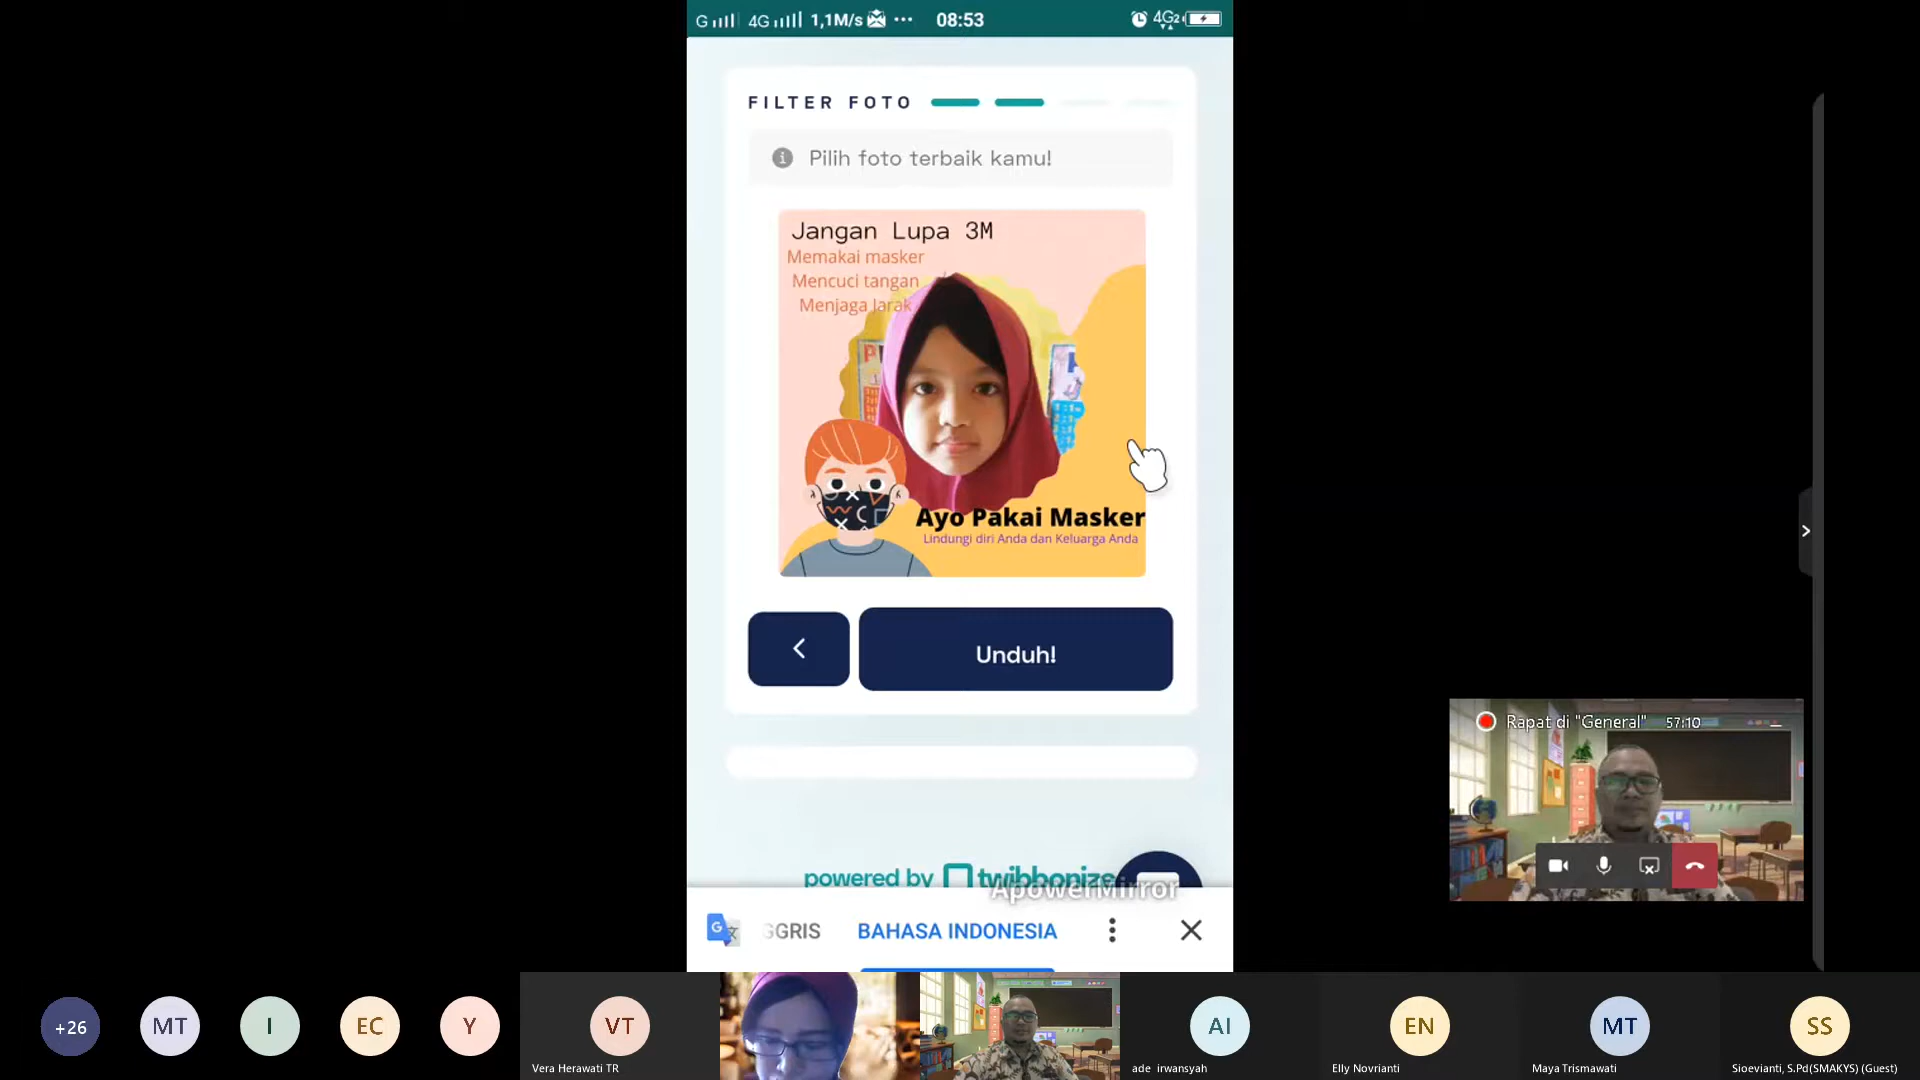 G 4G 1,1M/s ... 08:53 4G2
FILTER FOTO
Pilih foto terbaik kamu!
Jangan Lupa 3M
Memakai masker
Mencuci tangan
Menjaga Jarak
Ayo Pakai Masker
Lindungi diri Anda dan Keluarga Anda
Unduh!
powered by twibbonize
ApowerMirror
GGRIS BAHASA INDONESIA
Rapat di "General" 57:10
+26 MT I EC Y VT AI EN MT SS
Vera Herawati TR
ade irwansyah
Elly Novrianti
Maya Trismawati
Sioevianti, S.Pd(SMAKYS) (Guest)